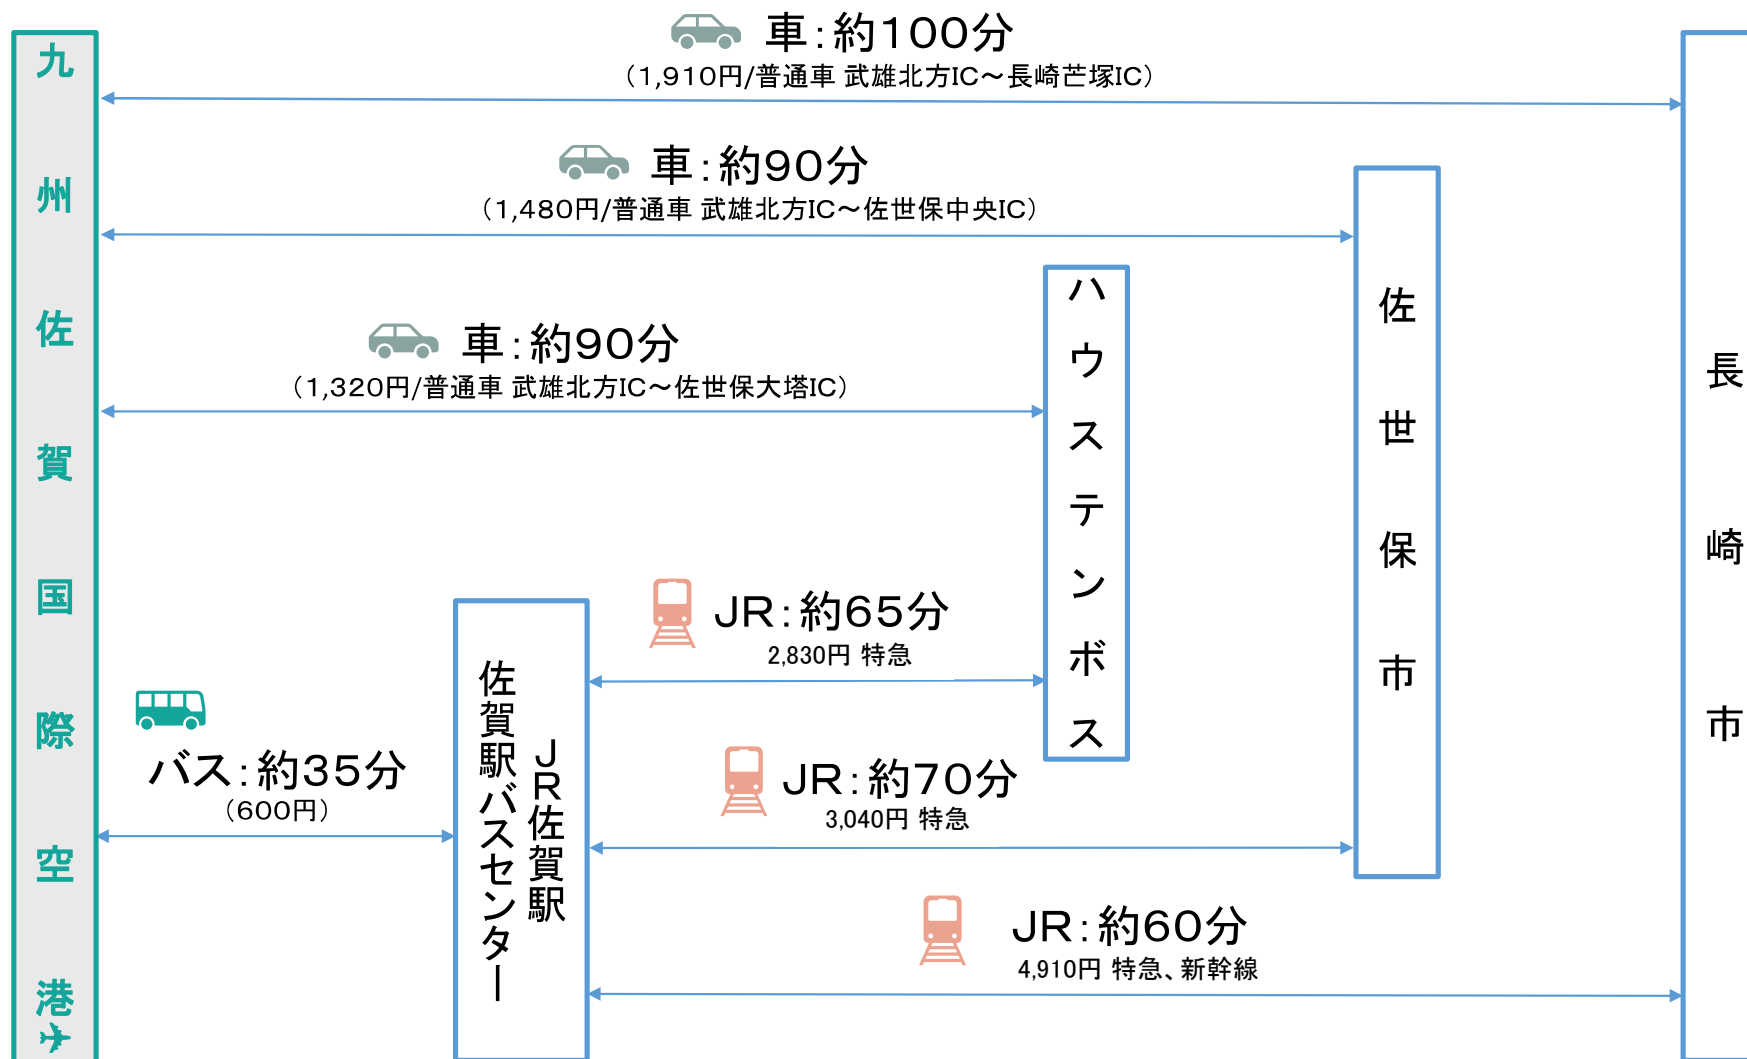 九州佐賀国際空港
車：約100分
（1,910円/普通車 武雄北方IC～長崎芒塚IC）
車：約90分
（1,480円/普通車 武雄北方IC～佐世保中央IC）
車：約90分
（1,320円/普通車 武雄北方IC～佐世保大塔IC）
ハウステンボス
佐世保市
長崎市
バス：約35分
（600円）
ＪＲ佐賀駅
佐賀駅バスセンター
JR：約65分
2,830円 特急
JR：約70分
3,040円 特急
JR：約60分
4,910円 特急、新幹線